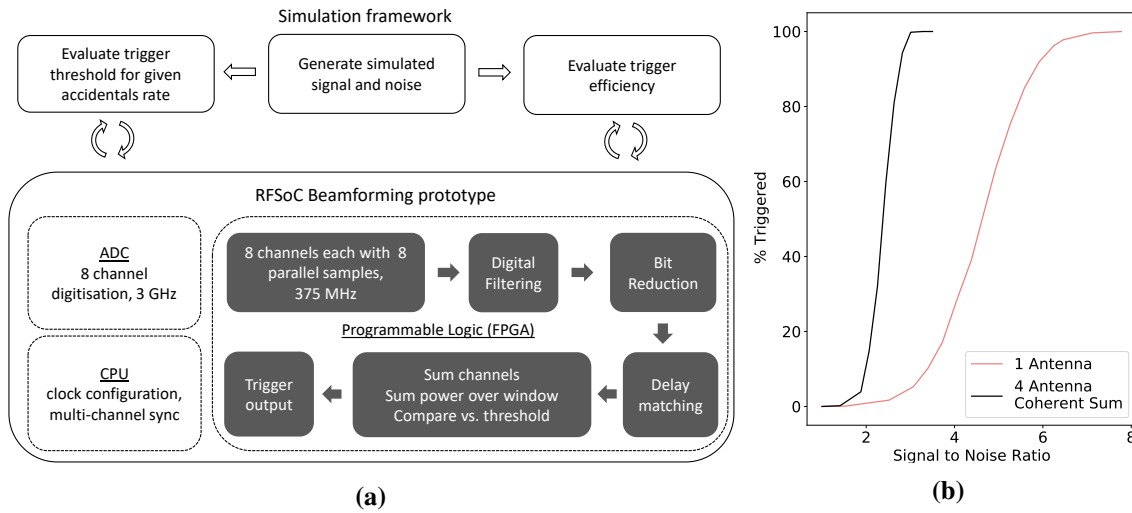 Simulation framework
Evaluate trigger
threshold for given
accidentals rate
Generate simulated
signal and noise
Evaluate trigger
efficiency
RFSoC Beamforming prototype
ADC
8 channel
digitisation, 3 GHz
CPU
clock configuration,
multi-channel sync
8 channels each with 8
parallel samples,
375 MHz
Digital
Filtering
Bit
Reduction
Programmable Logic (FPGA)
Trigger
output
Sum channels
Sum power over window
Compare vs. threshold
Delay
matching
(a)
% Triggered
100
80
60
40
20
0
2
4
6
8
Signal to Noise Ratio
1 Antenna
4 Antenna
Coherent Sum
(b)